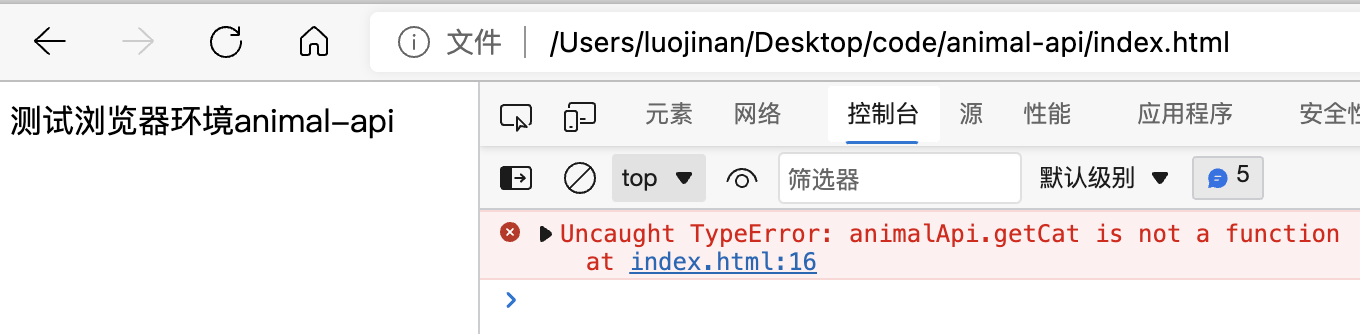 文件 /Users/luojinan/Desktop/code/animal-api/index.html
测试浏览器环境animal-api
元素 网络 控制台 源 性能 应用程序 安全性
top 筛选器 默认级别 5
Uncaught TypeError: animalApi.getCat is not a function
at index.html:16